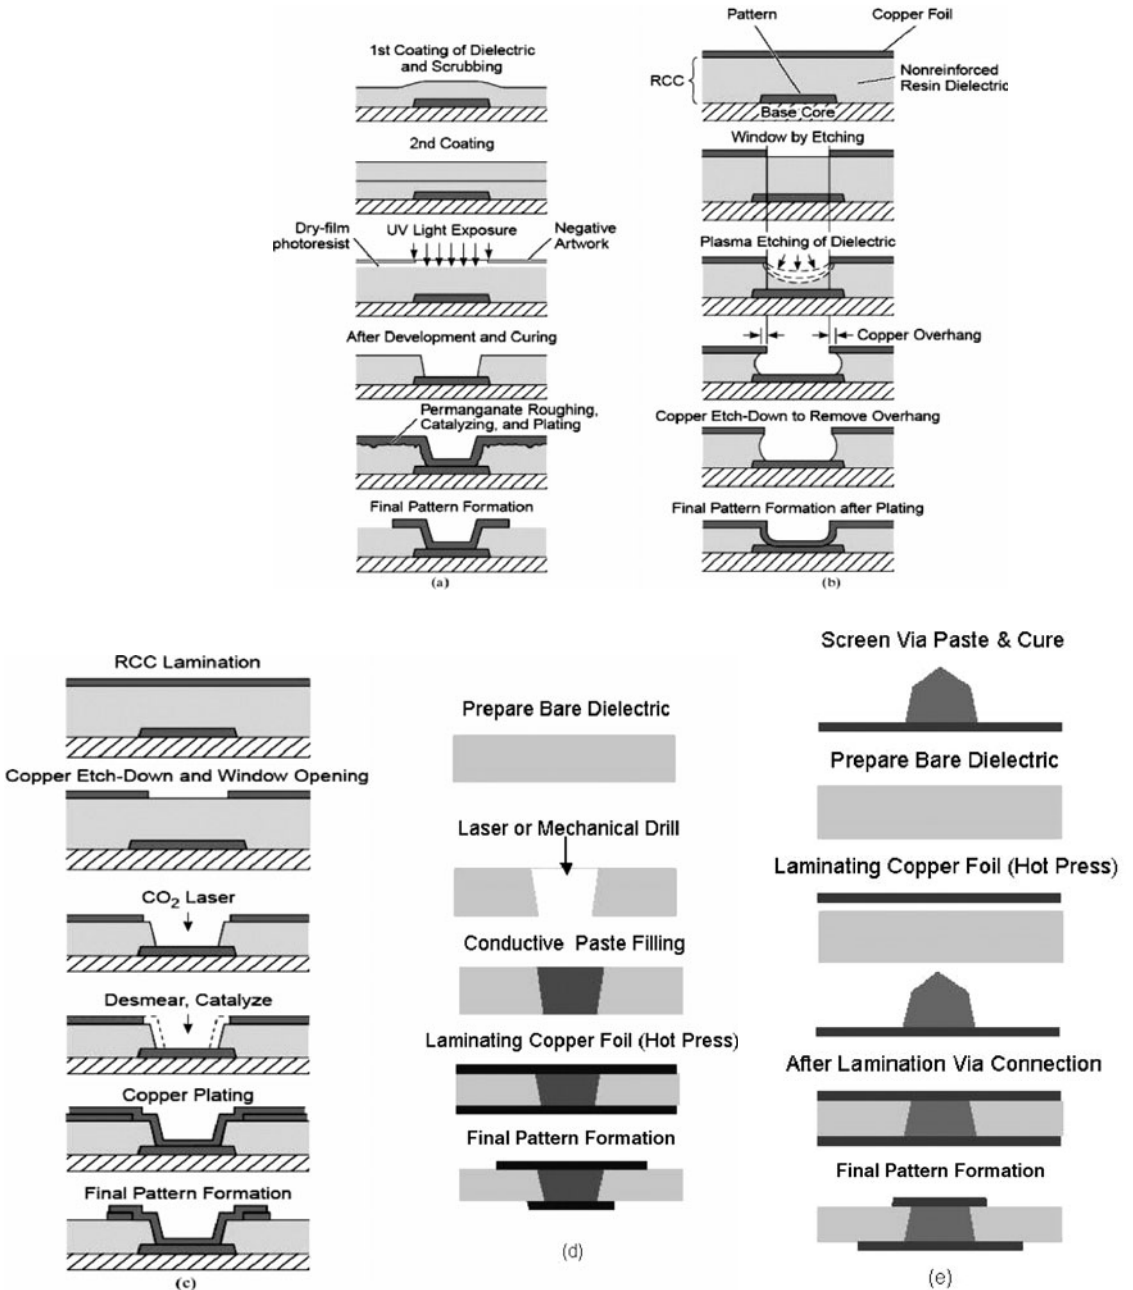 1st Coating of Dielectric
and Scrubbing
2nd Coating
Dry-film
photoresist
UV Light Exposure
Negative
Artwork
After Development and Curing
Permanganate Roughing,
Catalyzing, and Plating
Final Pattern Formation
(a)
Pattern
Copper Foil
RCC
Nonreinforced
Resin Dielectric
Base Core
Window by Etching
Plasma Etching of Dielectric
Copper Overhang
Copper Etch-Down to Remove Overhang
Final Pattern Formation after Plating
(b)
RCC Lamination
Copper Etch-Down and Window Opening
CO2 Laser
Desmear, Catalyze
Copper Plating
Final Pattern Formation
(c)
Prepare Bare Dielectric
Laser or Mechanical Drill
Conductive Paste Filling
Laminating Copper Foil (Hot Press)
Final Pattern Formation
(d)
Screen Via Paste & Cure
Prepare Bare Dielectric
Laminating Copper Foil (Hot Press)
After Lamination Via Connection
Final Pattern Formation
(e)